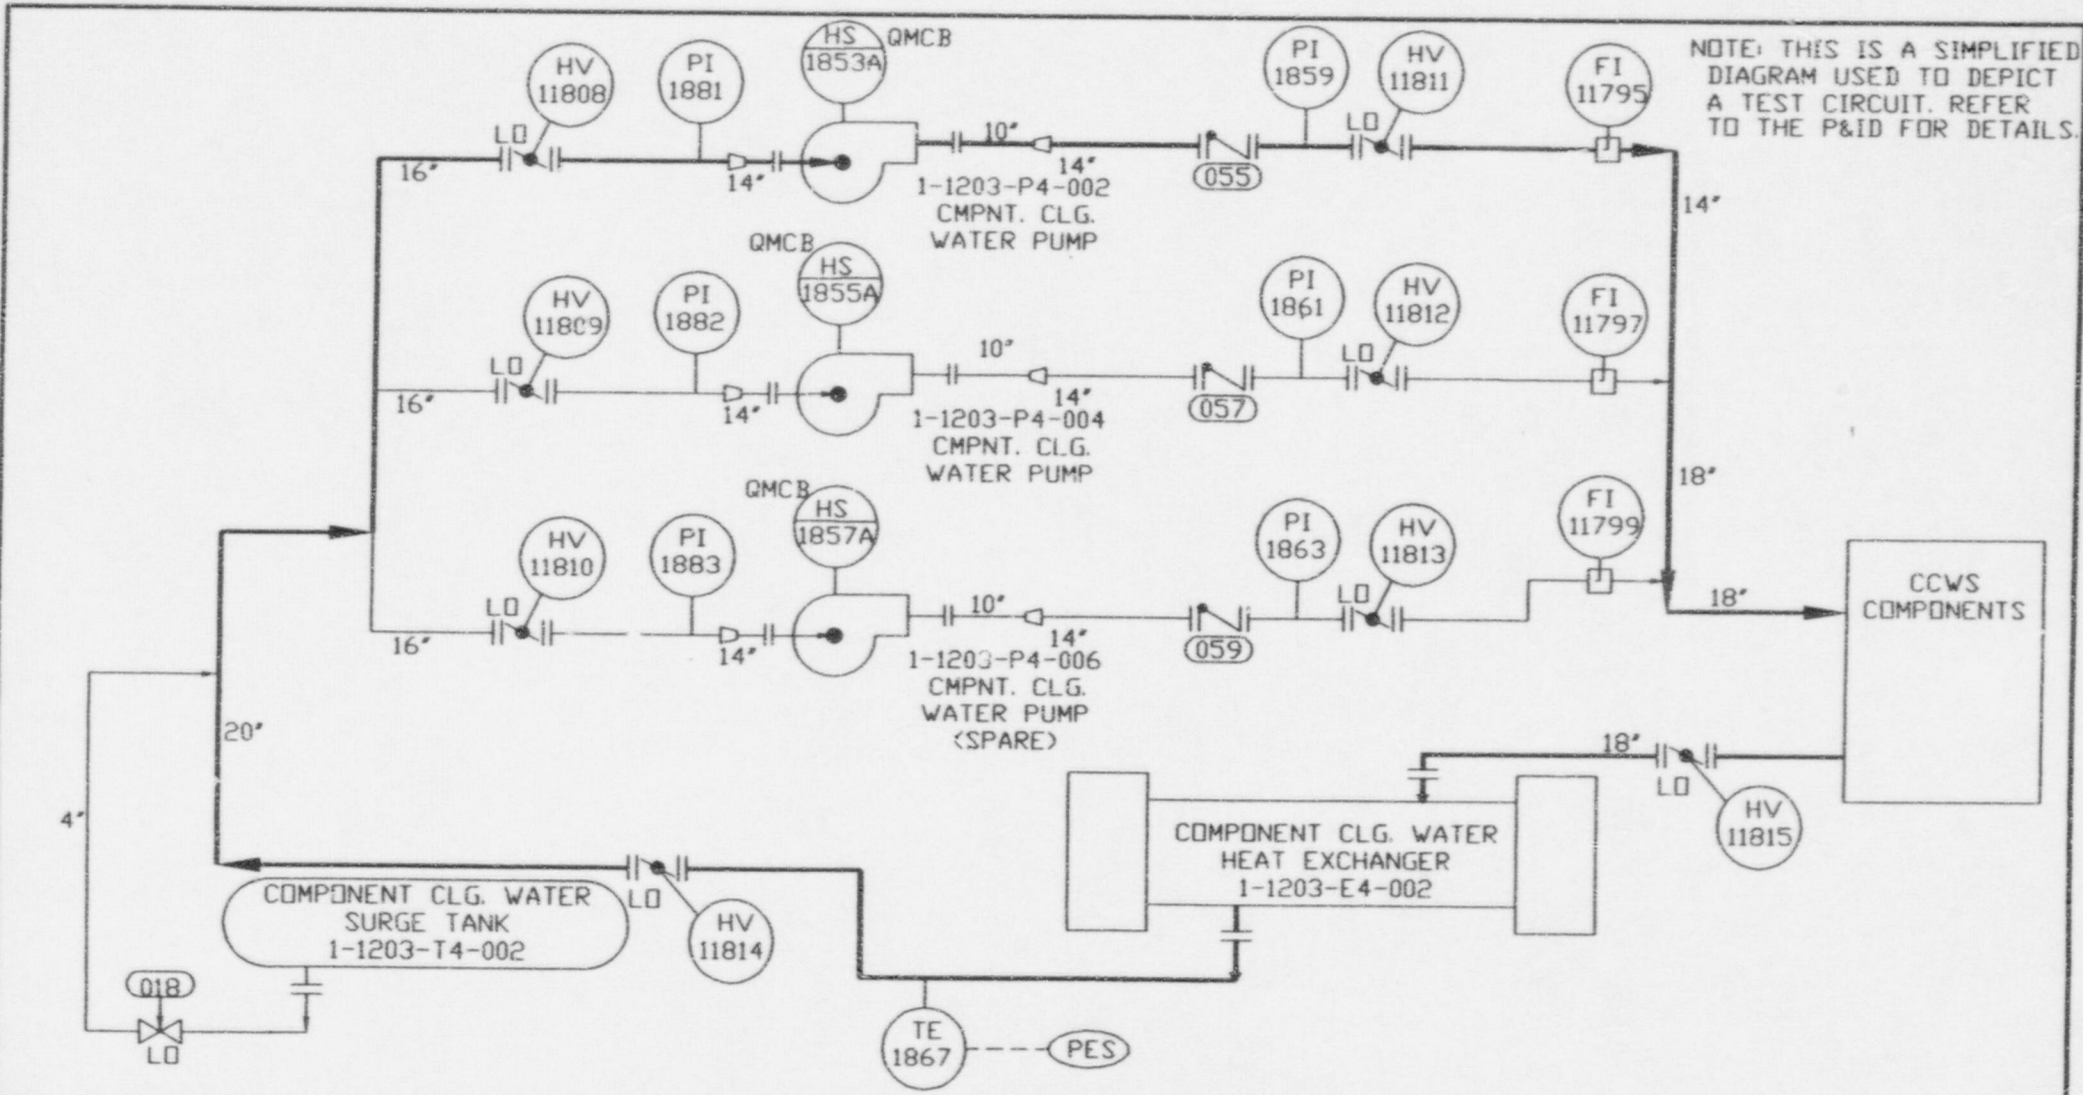 NOTE: THIS IS A SIMPLIFIED
DIAGRAM USED TO DEPICT
A TEST CIRCUIT. REFER
TO THE P&ID FOR DETAILS.
HV
11808
PI
1881
HS
1853A
QMCB
PI
1859
HV
11811
FI
11795
LO
LO
16"
14"
10"
14"
055
14"
1-1203-P4-002
CMPNT. CLG.
WATER PUMP
HV
11809
PI
1882
QMCB
HS
1855A
PI
1861
HV
11812
FI
11797
LO
LO
16"
14"
10"
14"
057
1-1203-P4-004
CMPNT. CLG.
WATER PUMP
18"
HV
11810
PI
1883
QMCB
HS
1857A
PI
1863
HV
11813
FI
11799
LO
LO
16"
14"
10"
14"
059
1-1203-P4-006
CMPNT. CLG.
WATER PUMP
(SPARE)
18"
CCWS
COMPONENTS
20"
4"
18"
LO
HV
11815
COMPONENT CLG. WATER
HEAT EXCHANGER
1-1203-E4-002
COMPONENT CLG. WATER
SURGE TANK
1-1203-T4-002
LO
HV
11814
018
LO
TE
1867
PES